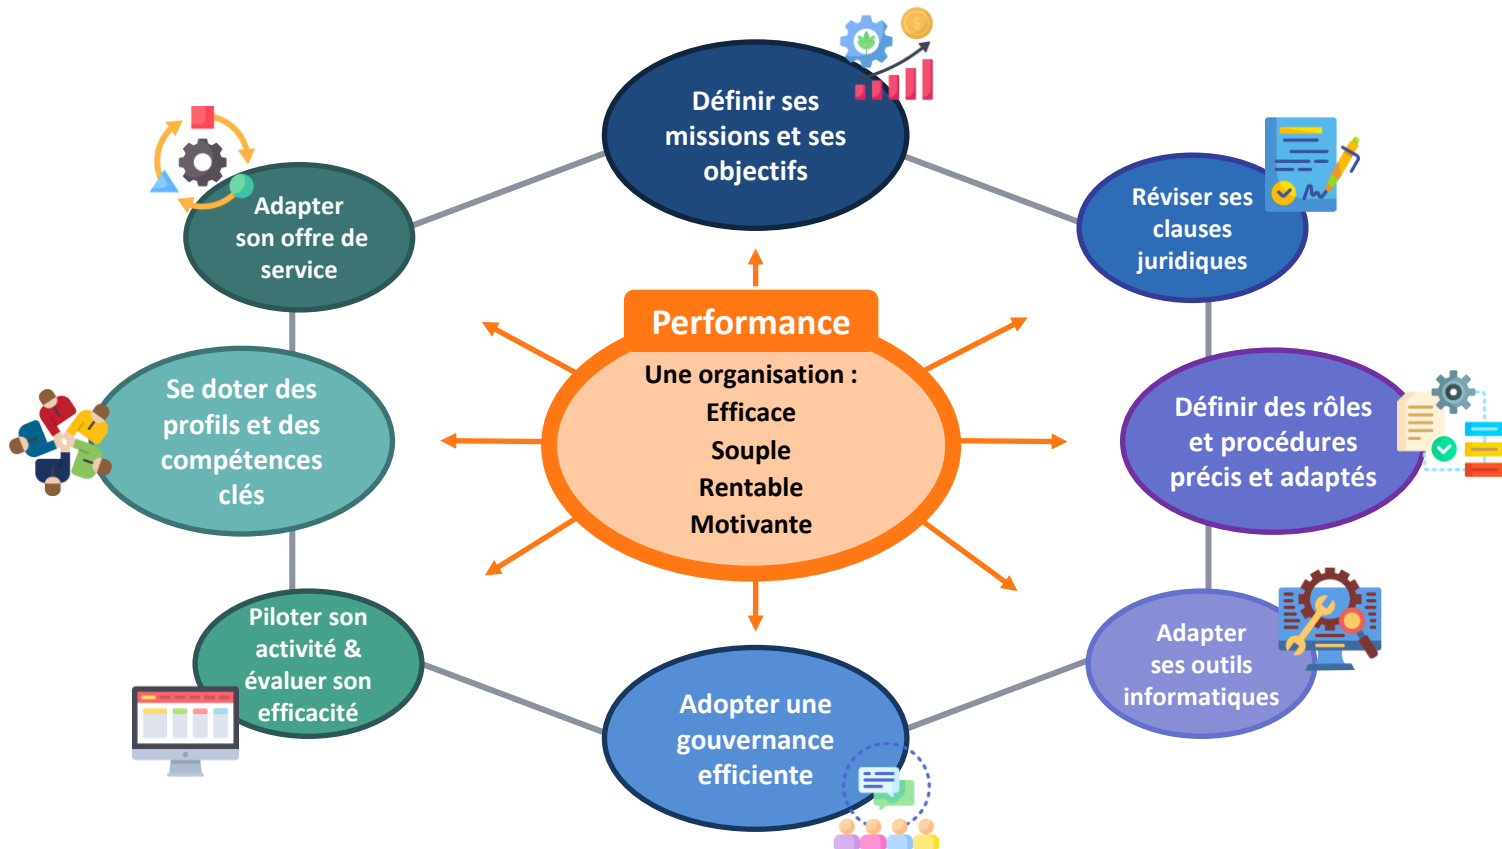 Définir ses
missions et ses
objectifs
Adapter
son offre de
service
Réviser ses
clauses
juridiques
Performance
Une organisation :
Efficace
Souple
Rentable
Motivante
Se doter des
profils et des
compétences
clés
Définir des rôles
et procédures
précis et adaptés
Piloter son
activité &
évaluer son
efficacité
Adapter
ses outils
informatiques
Adopter une
gouvernance
efficiente